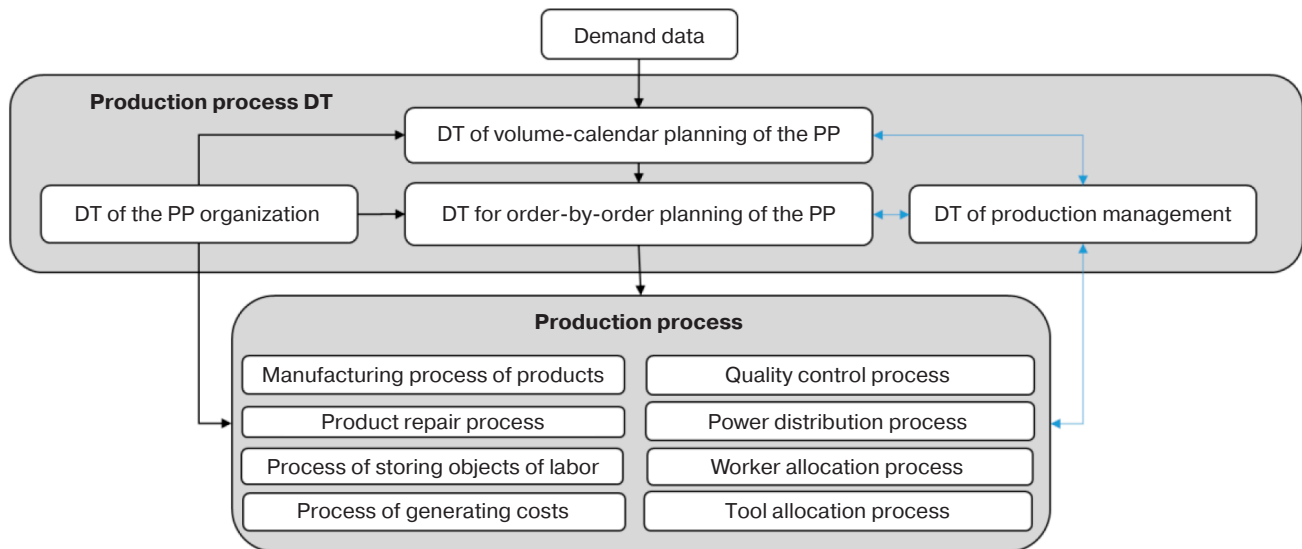 Demand data
Production process DT
DT of volume-calendar planning of the PP
DT of the PP organization
DT for order-by-order planning of the PP
DT of production management
Production process
Manufacturing process of products
Quality control process
Product repair process
Power distribution process
Process of storing objects of labor
Worker allocation process
Process of generating costs
Tool allocation process